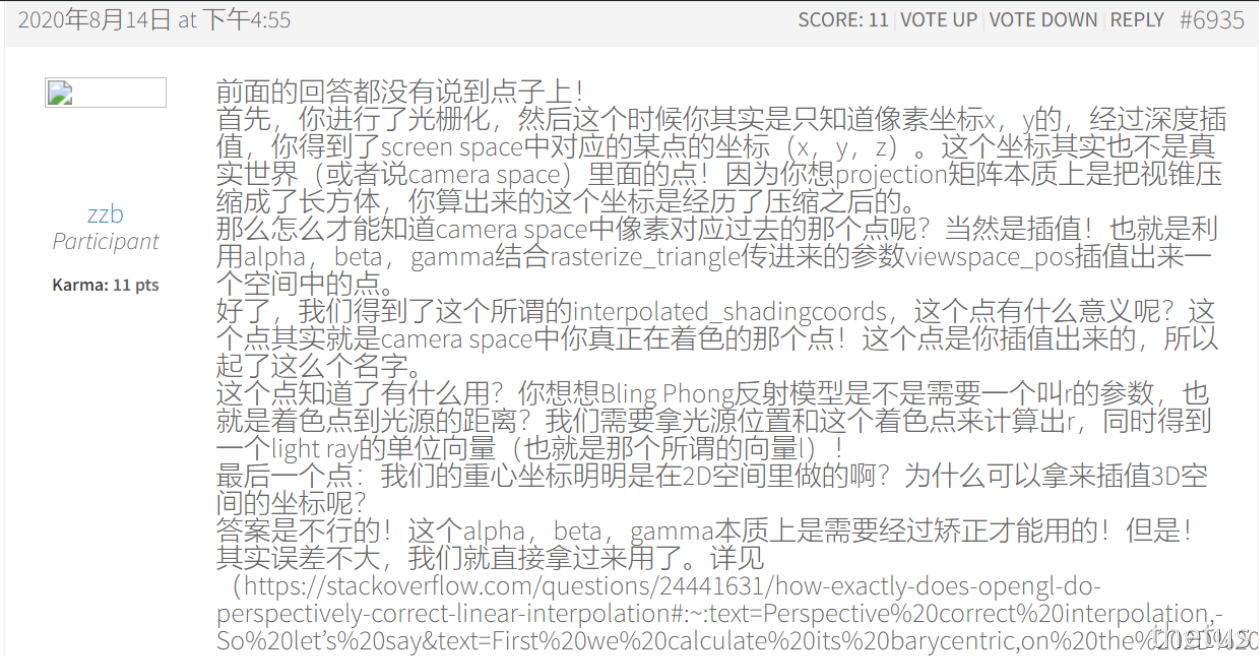 2020年8月14日 at 下午4:55
SCORE: 11 | VOTE UP | VOTE DOWN | REPLY #6935
zzb
Participant
Karma: 11 pts
前面的回答都没有说到点子上！
首先，你进行了光栅化，然后这个时候你其实是只知道像素坐标x，y的，经过深度插
值，你得到了screen space中对应的某点的坐标（x，y，z）。这个坐标其实也不是真
实世界（或者说camera space）里面的点！因为你想projection矩阵本质上是把视锥压
缩成了长方体，你算出来的这个坐标是经历了压缩之后的。
那么怎么才能知道camera space中像素对应过去的那个点呢？当然是插值！也就是利
用alpha，beta，gamma结合rasterize_triangle传进来的参数viewspace_pos插值出来一
个空间中的点。
好了，我们得到了这个所谓的interpolated_shadingcoords，这个点有什么意义呢？这
个点其实就是camera space中你真正在着色的那个点！这个点是你插值出来的，所以
起了这么个名字。
这个点知道了有什么用？你想想Bling Phong反射模型是不是需要一个叫r的参数，也
就是着色点到光源的距离？我们需要拿光源位置和这个着色点来计算出r，同时得到
一个light ray的单位向量（也就是那个所谓的向量l）！
最后一个点：我们的重心坐标明明是在2D空间里做的啊？为什么可以拿来插值3D空
间的坐标呢？
答案是不行的！这个alpha，beta，gamma本质上是需要经过矫正才能用的！但是！
其实误差不大，我们就直接拿过来用了。详见
（https://stackoverflow.com/questions/24441631/how-exactly-does-opengl-do-
perspectively-correct-linear-interpolation#:~:text=Perspective%20correct%20interpolation,-
So%20let’s%20say&text=First%20we%20calculate%20its%20barycentric,on%20the%20